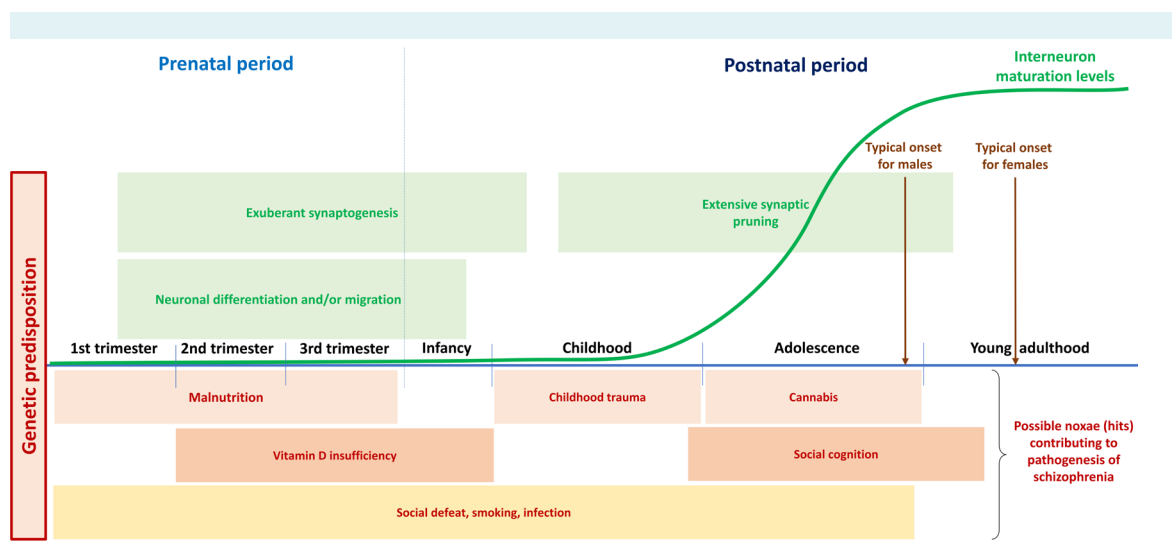 Prenatal period
Postnatal period
Interneuron
maturation levels
Typical onset
for males
Typical onset
for females
Exuberant synaptogenesis
Extensive synaptic
pruning
Neuronal differentiation and/or migration
Genetic predisposition
1st trimester
2nd trimester
3rd trimester
Infancy
Childhood
Adolescence
Young adulthood
Malnutrition
Childhood trauma
Cannabis
Vitamin D insufficiency
Social cognition
Social defeat, smoking, infection
Possible noxae (hits)
contributing to
pathogenesis of
schizophrenia